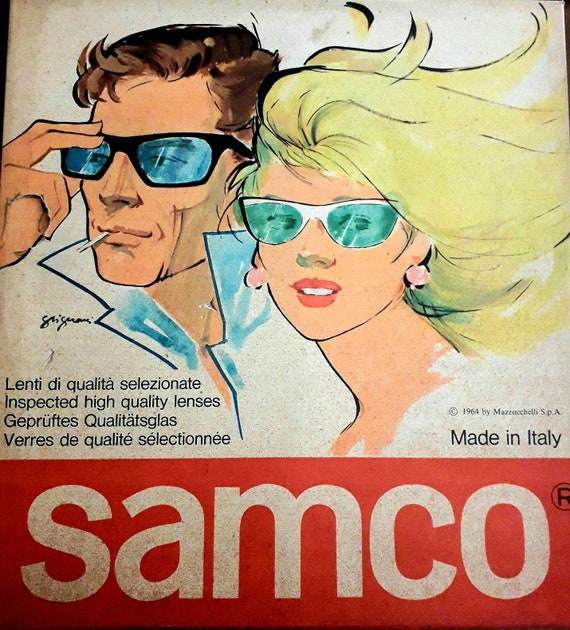 Grignani
Lenti di qualità selezionate
Inspected high quality lenses
Geprüftes Qualitätsglas
Verres de qualité sélectionnée
© 1964 by Mazzucchelli S.p.A.
Made in Italy
samco®